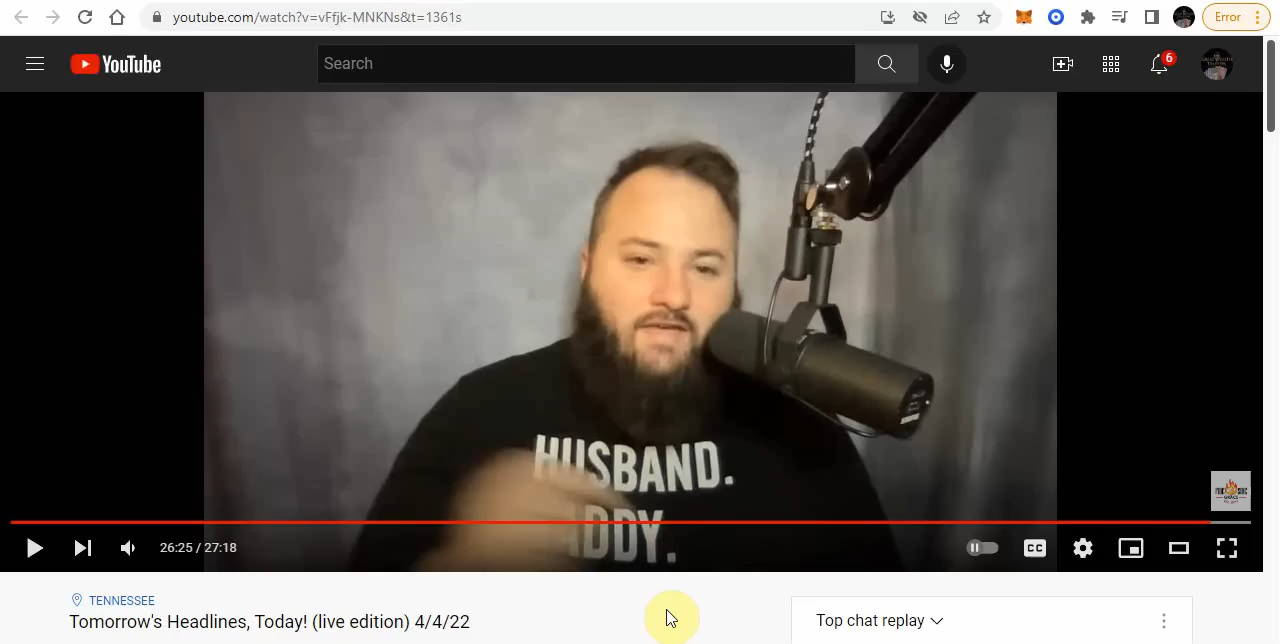 youtube.com/watch?v=vFfjk-MNKNs&t=1361s
Error
YouTube
Search
6
HUSBAND.
ADDY.
26:25 / 27:18
CC
TENNESSEE
Tomorrow's Headlines, Today! (live edition) 4/4/22
Top chat replay